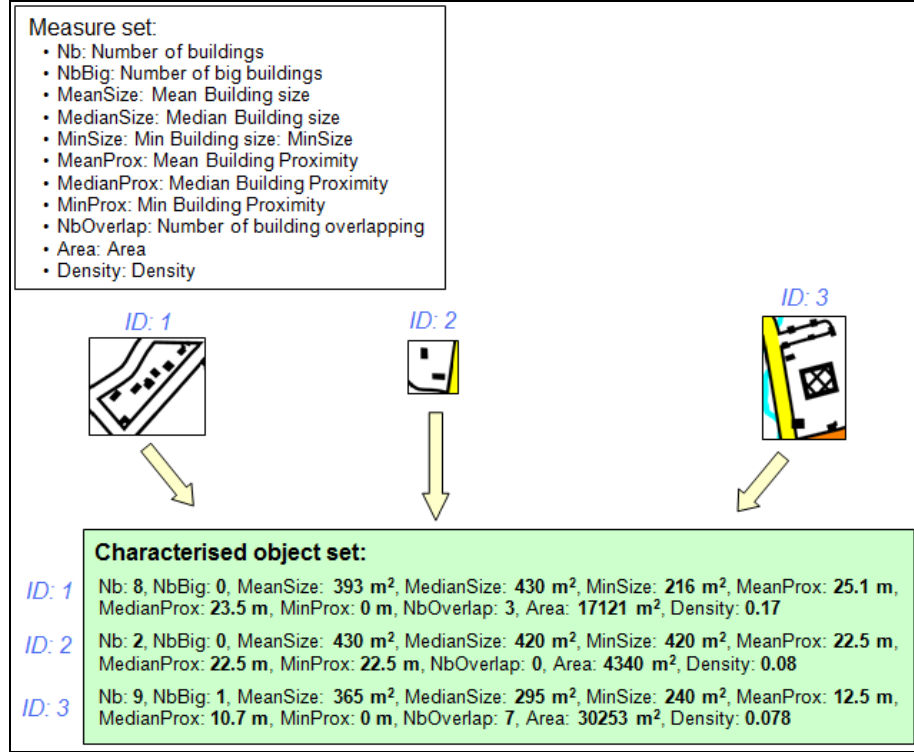 Measure set:
• Nb: Number of buildings
• NbBig: Number of big buildings
• MeanSize: Mean Building size
• MedianSize: Median Building size
• MinSize: Min Building size: MinSize
• MeanProx: Mean Building Proximity
• MedianProx: Median Building Proximity
• MinProx: Min Building Proximity
• NbOverlap: Number of building overlapping
• Area: Area
• Density: Density
ID: 1
ID: 2
ID: 3
Characterised object set:
ID: 1
Nb: 8, NbBig: 0, MeanSize: 393 m², MedianSize: 430 m², MinSize: 216 m², MeanProx: 25.1 m,
MedianProx: 23.5 m, MinProx: 0 m, NbOverlap: 3, Area: 17121 m², Density: 0.17
ID: 2
Nb: 2, NbBig: 0, MeanSize: 430 m², MedianSize: 420 m², MinSize: 420 m², MeanProx: 22.5 m,
MedianProx: 22.5 m, MinProx: 22.5 m, NbOverlap: 0, Area: 4340 m², Density: 0.08
ID: 3
Nb: 9, NbBig: 1, MeanSize: 365 m², MedianSize: 295 m², MinSize: 240 m², MeanProx: 12.5 m,
MedianProx: 10.7 m, MinProx: 0 m, NbOverlap: 7, Area: 30253 m², Density: 0.078